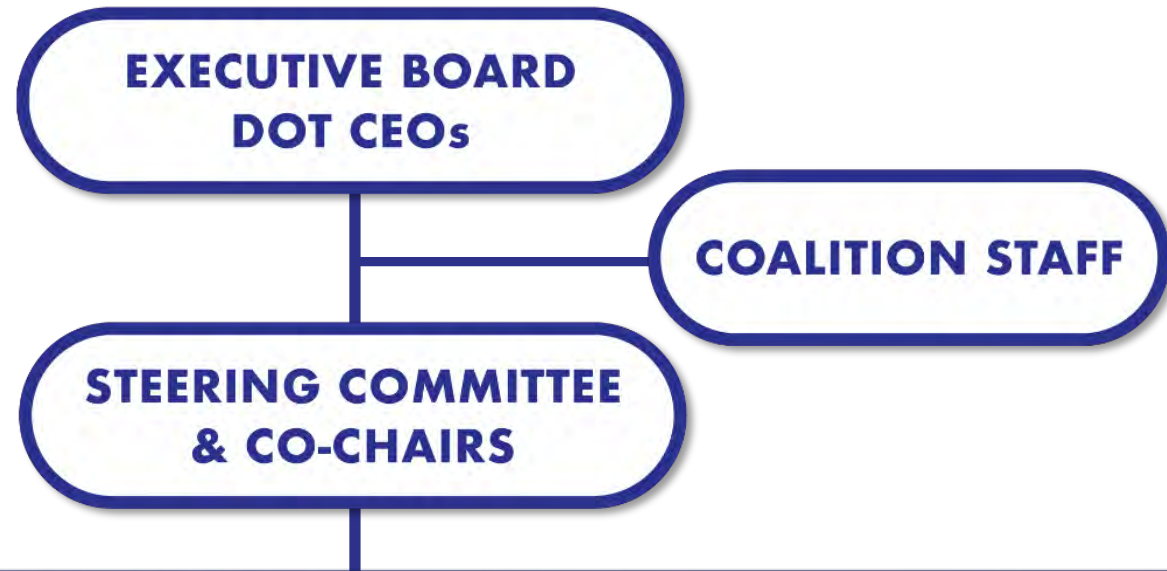 EXECUTIVE BOARD
DOT CEOs
COALITION STAFF
STEERING COMMITTEE
& CO-CHAIRS